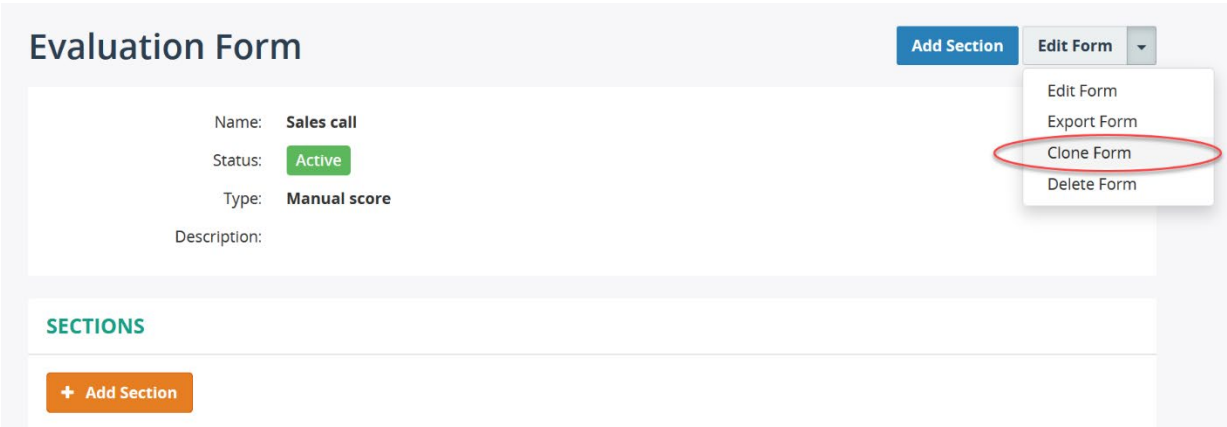 Evaluation Form
Add Section
Edit Form
Edit Form
Export Form
Clone Form
Delete Form
Name: Sales call
Status: Active
Type: Manual score
Description:
SECTIONS
+ Add Section